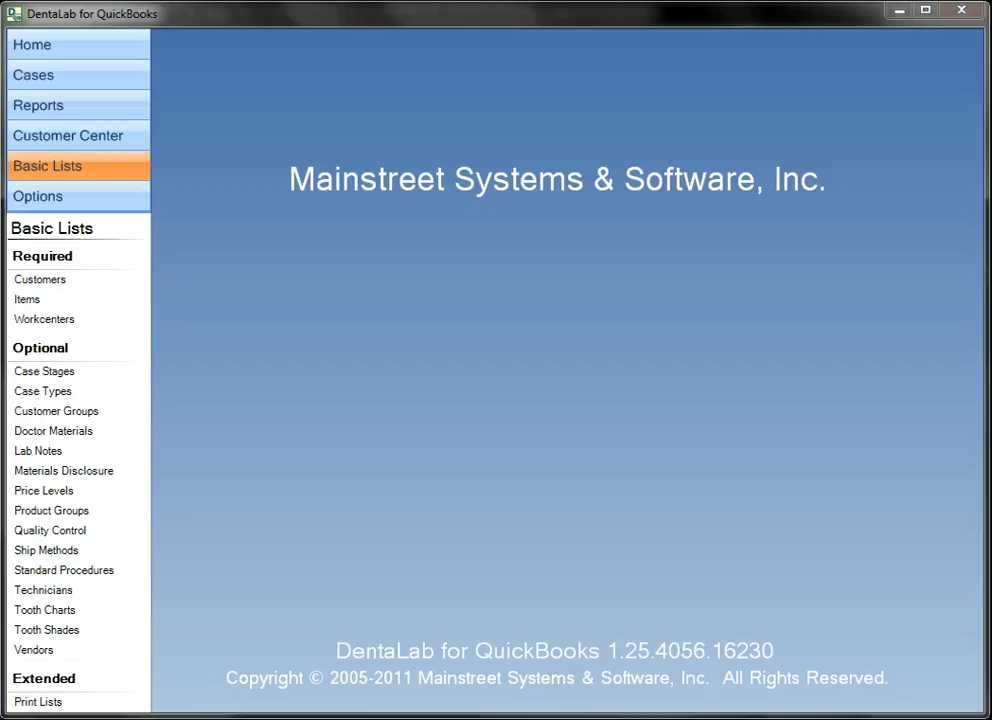 DentaLab for QuickBooks
Home
Cases
Reports
Customer Center
Basic Lists
Options
Basic Lists
Required
Customers
Items
Workcenters
Optional
Case Stages
Case Types
Customer Groups
Doctor Materials
Lab Notes
Materials Disclosure
Price Levels
Product Groups
Quality Control
Ship Methods
Standard Procedures
Technicians
Tooth Charts
Tooth Shades
Vendors
Extended
Print Lists
Mainstreet Systems & Software, Inc.
DentaLab for QuickBooks 1.25.4056.16230
Copyright © 2005-2011 Mainstreet Systems & Software, Inc. All Rights Reserved.